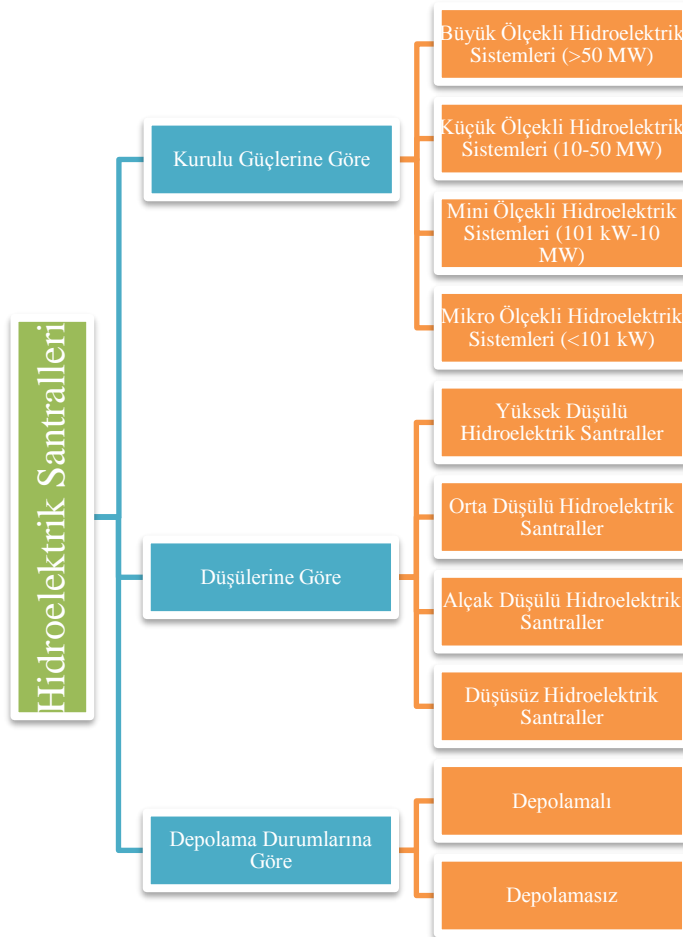 Hidroelektrik Santralleri
Kurulu Güçlerine Göre
Büyük Ölçekli Hidroelektrik
Sistemleri (>50 MW)
Küçük Ölçekli Hidroelektrik
Sistemleri (10-50 MW)
Mini Ölçekli Hidroelektrik
Sistemleri (101 kW-10
MW)
Mikro Ölçekli Hidroelektrik
Sistemleri (<101 kW)
Düşülerine Göre
Yüksek Düşülü
Hidroelektrik Santraller
Orta Düşülü Hidroelektrik
Santraller
Alçak Düşülü Hidroelektrik
Santraller
Düşüsüz Hidroelektrik
Santraller
Depolama Durumlarına
Göre
Depolamalı
Depolamasız